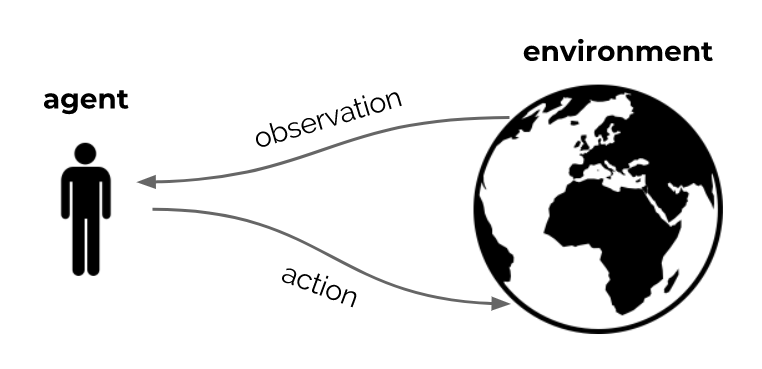 environment
agent
observation
action